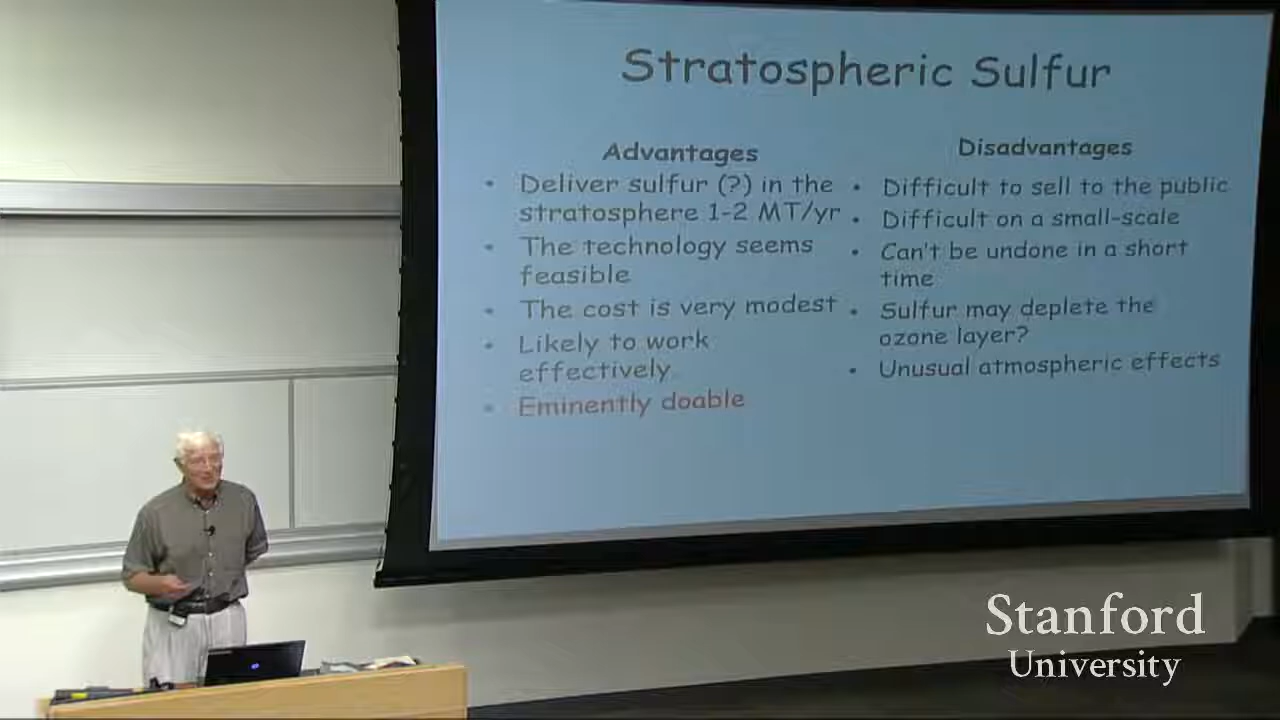 Stratospheric Sulfur
Advantages
• Deliver sulfur (?) in the
stratosphere 1-2 MT/yr
• The technology seems
feasible
• The cost is very modest
• Likely to work
effectively
• Eminently doable
Disadvantages
• Difficult to sell to the public
• Difficult on a small-scale
• Can't be undone in a short
time
• Sulfur may deplete the
ozone layer?
• Unusual atmospheric effects
Stanford
University